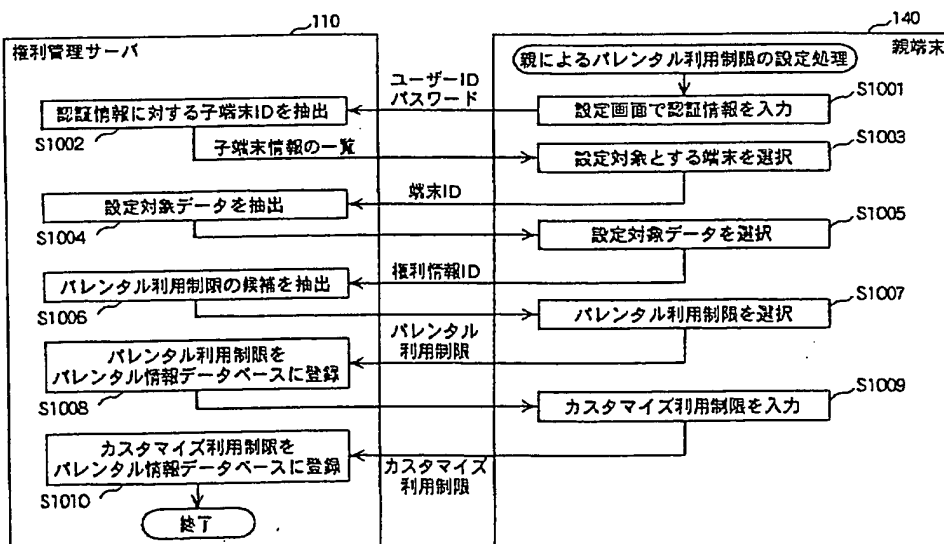 110
140
権利管理サーバ
親端末
親によるパレンタル利用制限の設定処理
ユーザーID
パスワード
設定画面で認証情報を入力
S1001
認証情報に対する子端末IDを抽出
S1002
子端末情報の一覧
設定対象とする端末を選択
S1003
端末ID
設定対象データを抽出
S1004
設定対象データを選択
S1005
権利情報ID
パレンタル利用制限の候補を抽出
S1006
パレンタル利用制限を選択
S1007
パレンタル
利用制限
パレンタル利用制限を
パレンタル情報データベースに登録
S1008
カスタマイズ利用制限を入力
S1009
カスタマイズ利用制限を
パレンタル情報データベースに登録
S1010
カスタマイズ
利用制限
終了